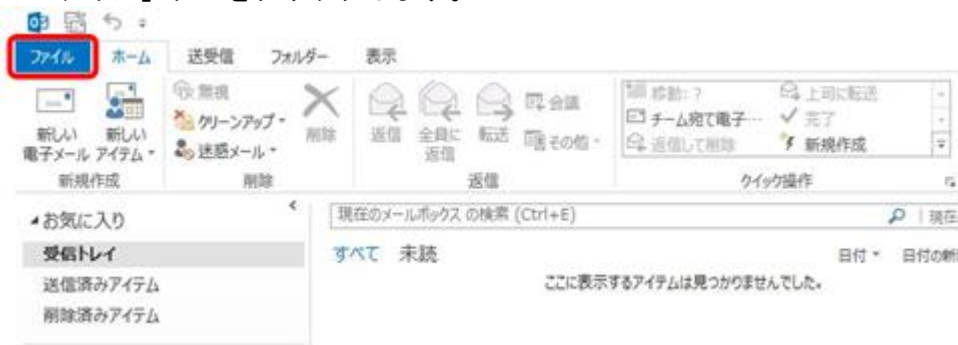 ファイル ホーム 送受信 フォルダー 表示
無視 移動: ? 上司に転送
クリーンアップ 会議 チーム宛て電子… 完了
新しい 新しい 削除 返信 全員に 転送
電子メール アイテム 迷惑メール 返信 その他 返信して削除 新規作成
新規作成 削除 返信 クイック操作
お気に入り 現在のメールボックス の検索 (Ctrl+E) 現在
受信トレイ すべて 未読 日付 日付の新
送信済みアイテム ここに表示するアイテムは見つかりませんでした。
削除済みアイテム